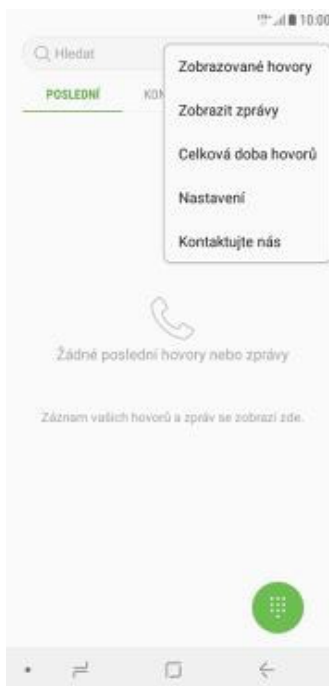 10:00
Hledat
Zobrazované hovory
POSLEDNÍ
Zobrazit zprávy
Celková doba hovorů
Nastavení
Kontaktujte nás
Žádné poslední hovory nebo zprávy
Záznam vašich hovorů a zpráv se zobrazí zde.